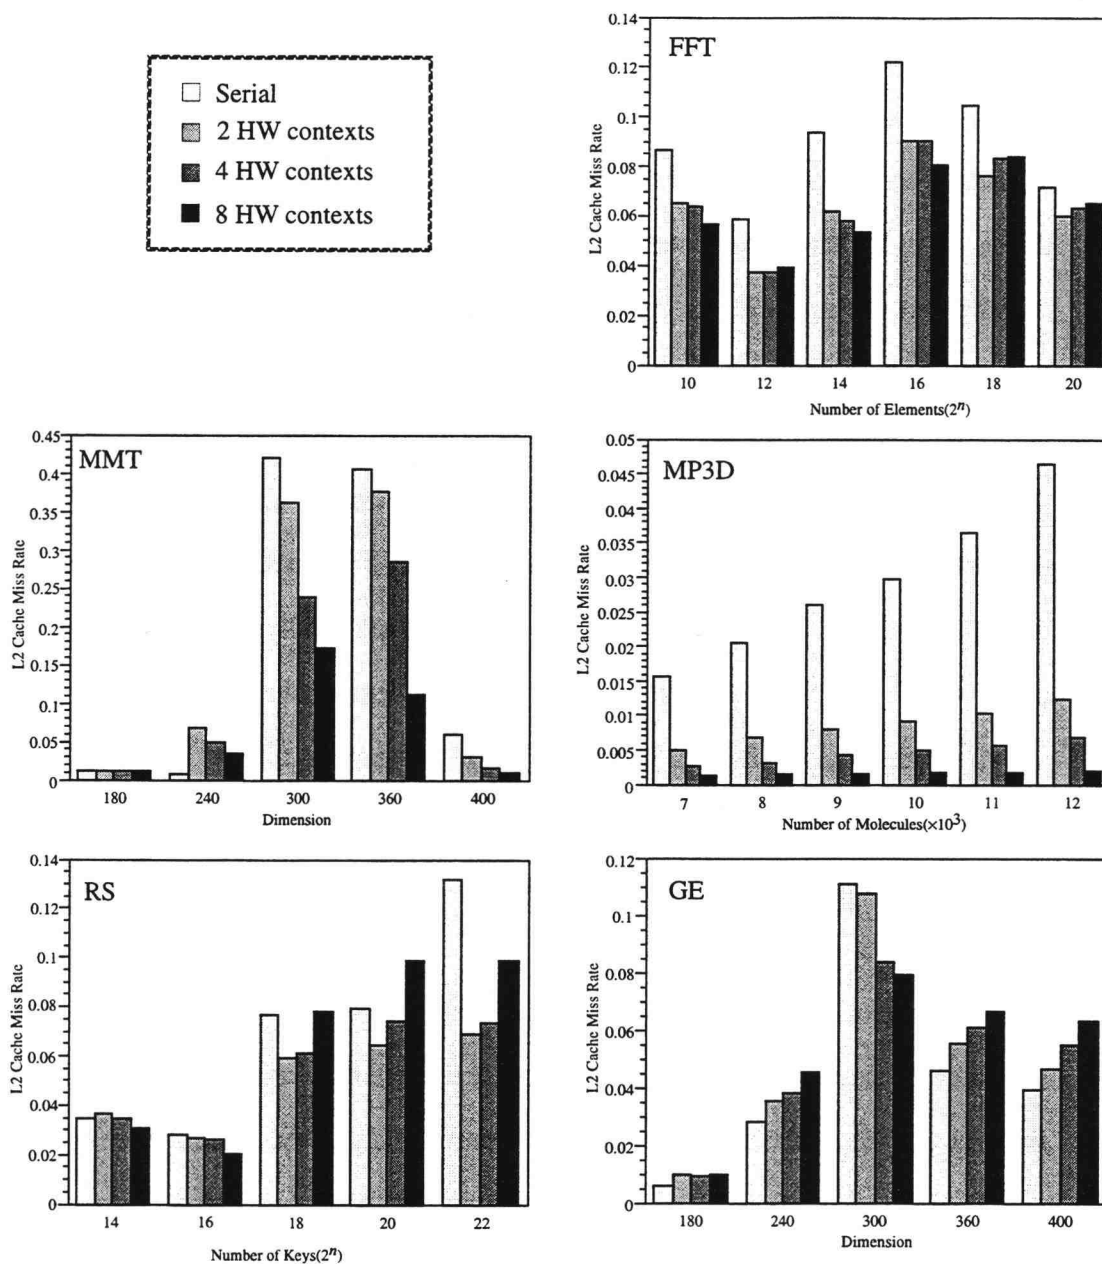 Serial
2 HW contexts
4 HW contexts
8 HW contexts
FFT
L2 Cache Miss Rate
0.14
0.12
0.1
0.08
0.06
0.04
0.02
0
10 12 14 16 18 20
Number of Elements(2ⁿ)
MMT
L2 Cache Miss Rate
0.45
0.4
0.35
0.3
0.25
0.2
0.15
0.1
0.05
0
180 240 300 360 400
Dimension
MP3D
L2 Cache Miss Rate
0.05
0.045
0.04
0.035
0.03
0.025
0.02
0.015
0.01
0.005
0
7 8 9 10 11 12
Number of Molecules(×10³)
RS
L2 Cache Miss Rate
0.14
0.12
0.1
0.08
0.06
0.04
0.02
0
14 16 18 20 22
Number of Keys(2ⁿ)
GE
L2 Cache Miss Rate
0.12
0.1
0.08
0.06
0.04
0.02
0
180 240 300 360 400
Dimension